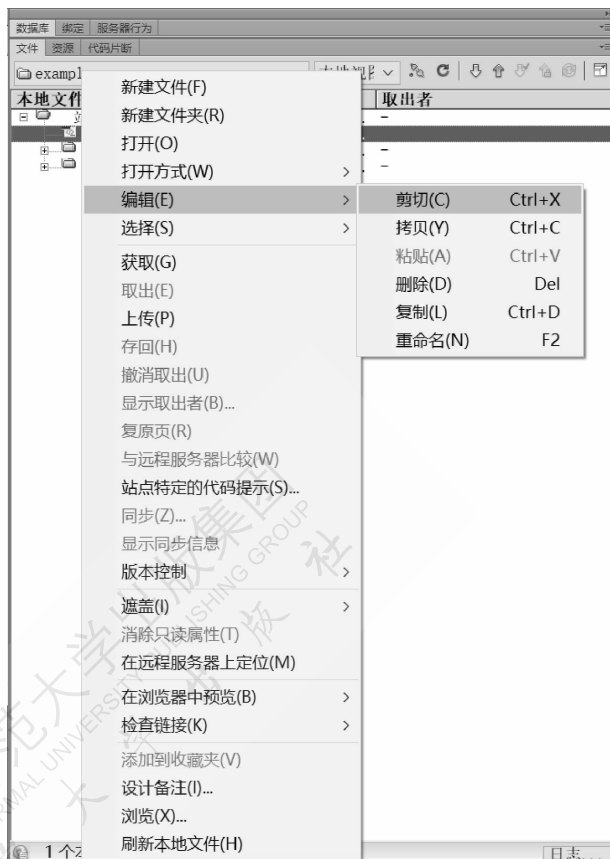 数据库 绑定 服务器行为
文件 资源 代码片断
本地文件 取出者
新建文件(F)
新建文件夹(R)
打开(O)
打开方式(W)
编辑(E)
选择(S)
获取(G)
取出(E)
上传(P)
存回(H)
撤消取出(U)
显示取出者(B)...
复原页(R)
与远程服务器比较(W)
站点特定的代码提示(S)...
同步(Z)...
显示同步信息
版本控制
遮盖(I)
消除只读属性(T)
在远程服务器上定位(M)
在浏览器中预览(B)
检查链接(K)
添加到收藏夹(V)
设计备注(I)...
浏览(X)...
刷新本地文件(H)
剪切(C) Ctrl+X
拷贝(Y) Ctrl+C
粘贴(A) Ctrl+V
删除(D) Del
复制(L) Ctrl+D
重命名(N) F2
1 个本 日志...